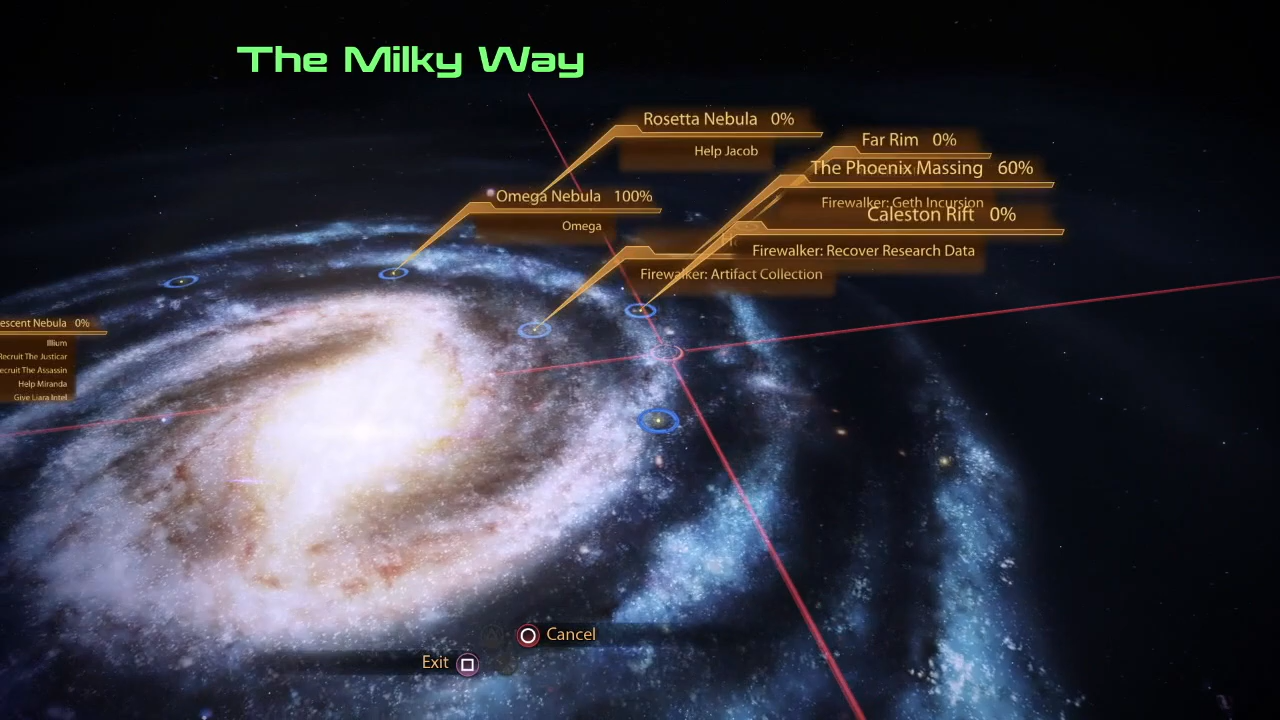 The Milky Way
Rosetta Nebula 0%
Help Jacob
Far Rim 0%
The Phoenix Massing 60%
Firewalker: Geth Incursion
Omega Nebula 100%
Omega
Caleston Rift 0%
Firewalker: Recover Research Data
Firewalker: Artifact Collection
escent Nebula 0%
Illium
Recruit The Justicar
ecruit The Assassin
Help Miranda
Give Liara Intel
Cancel
Exit